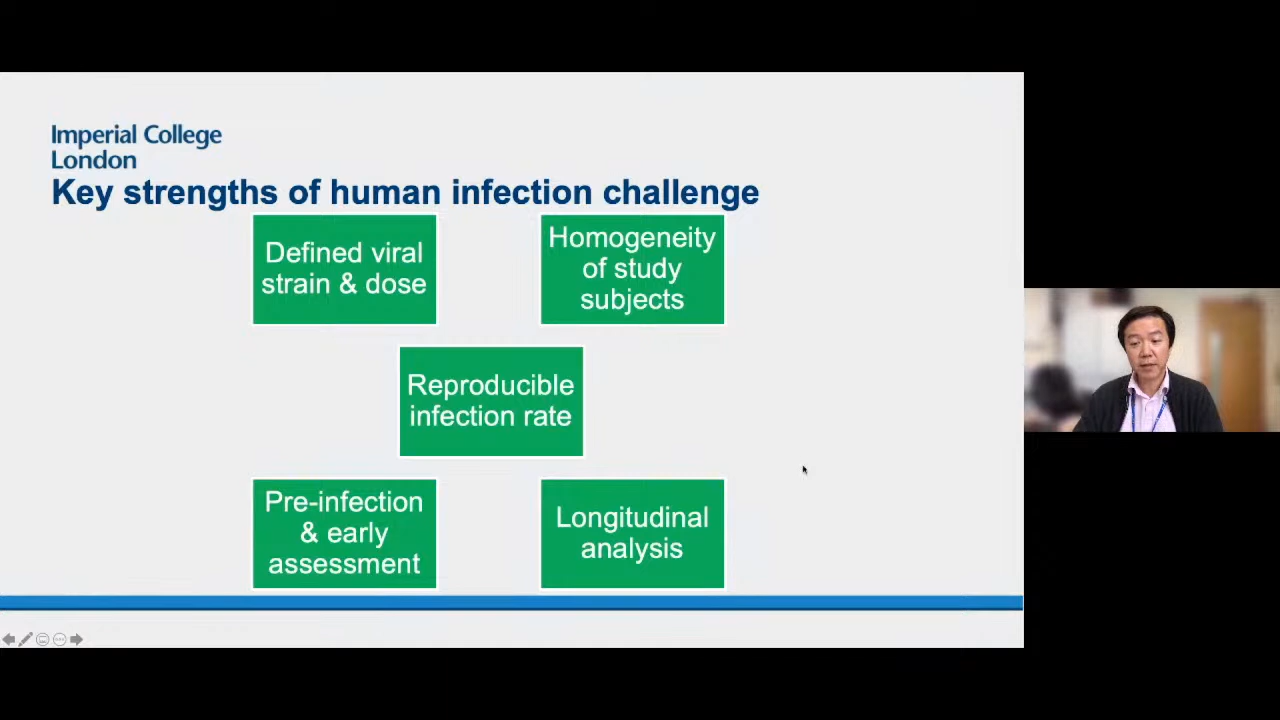 Imperial College
London
Key strengths of human infection challenge
Defined viral
strain & dose
Homogeneity
of study
subjects
Reproducible
infection rate
Pre-infection
& early
assessment
Longitudinal
analysis